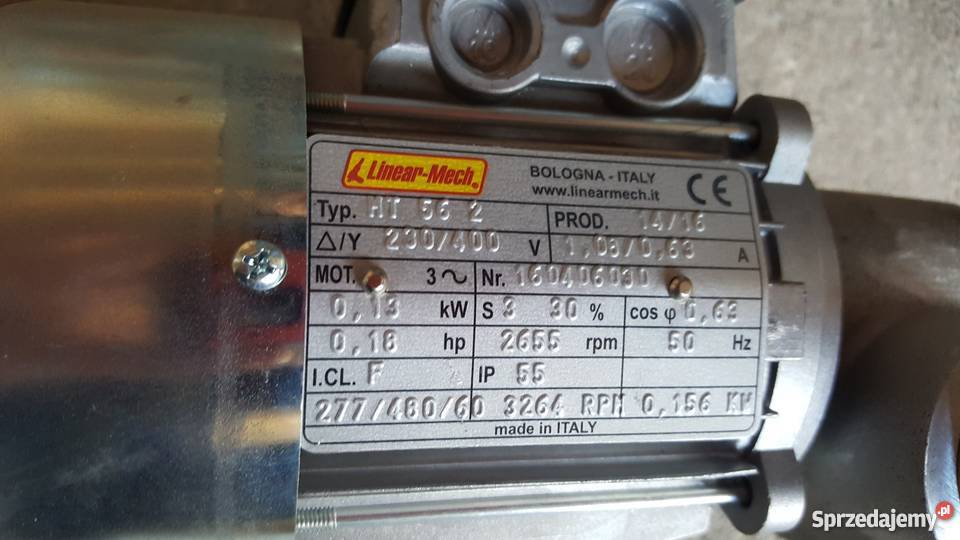 Linear-Mech®
BOLOGNA - ITALY
www.linearmech.it
CE
Typ. HT 56 2
PROD. 14/16
Δ/Y 230/400 V 1,08/0,63 A
MOT. 3~ Nr. 160406030
0,13 kW S 3 30 % cos φ 0,63
0,18 hp 2655 rpm 50 Hz
I.CL. F IP 55
277/480/60 3264 RPM 0,156 KW
made in ITALY
Sprzedajemy.pl